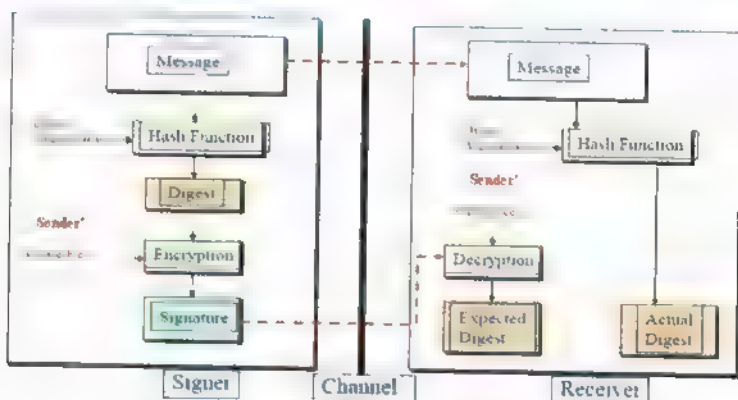 Message
Hash Function
Digest
Sender'
Encryption
Signature
Signer
Channel
Message
Hash Function
Sender'
Decryption
Expected
Digest
Actual
Digest
Receiver